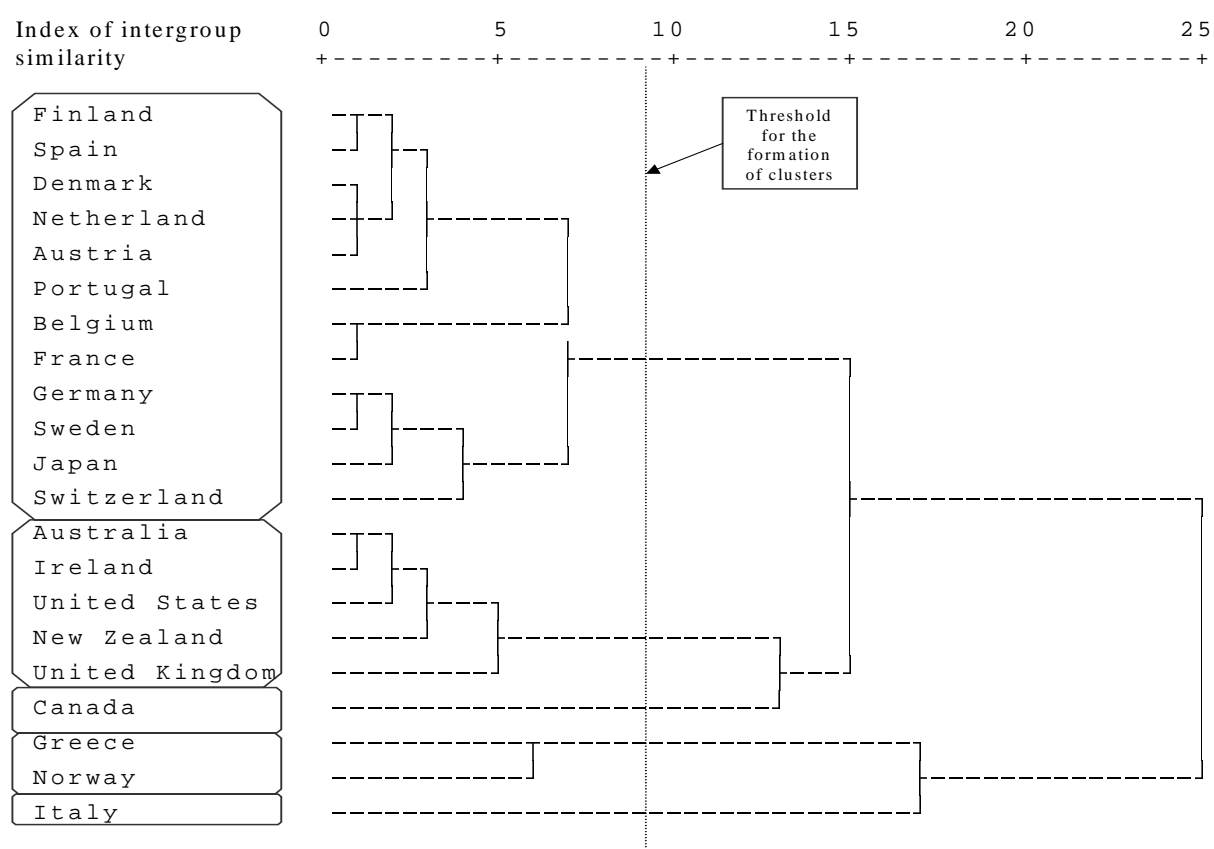 Index of intergroup
similarity
0 5 10 15 20 25
+---------+---------+---------+---------+---------+
Finland
Spain
Denmark
Netherland
Austria
Portugal
Belgium
France
Germany
Sweden
Japan
Switzerland
Australia
Ireland
United States
New Zealand
United Kingdom
Canada
Greece
Norway
Italy
Threshold
for the
formation
of clusters